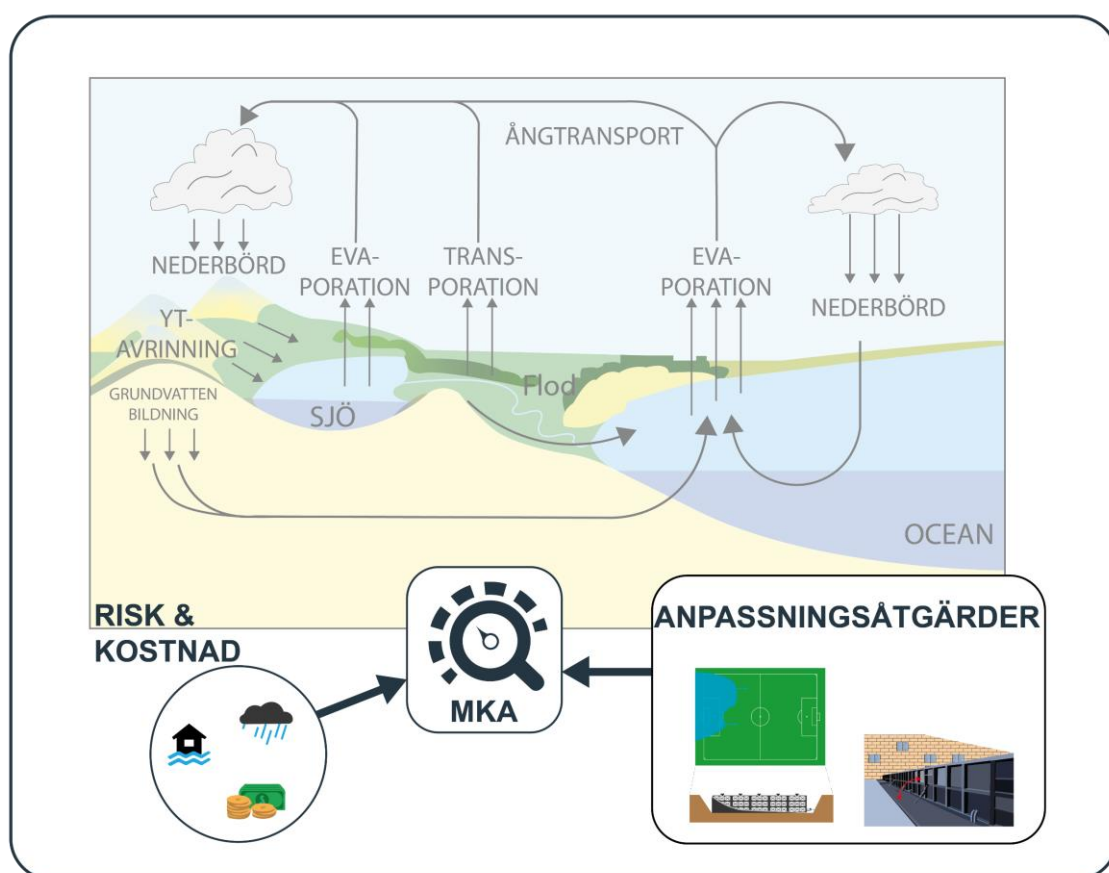 ÅNGTRANSPORT
NEDERBÖRD
EVA-
PORATION
TRANS-
PORATION
EVA-
PORATION
NEDERBÖRD
YT-
AVRINNING
GRUNDVATTEN
BILDNING
SJÖ
Flod
OCEAN
RISK &
KOSTNAD
MKA
ANPASSNINGSÅTGÄRDER